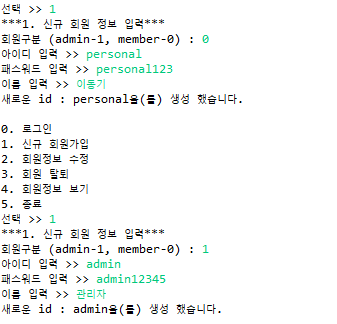 선택 >> 1
***1. 신규 회원 정보 입력***
회원구분 (admin-1, member-0) : 0
아이디 입력 >> personal
패스워드 입력 >> personal123
이름 입력 >> 이동기
새로운 id : personal을(를) 생성 했습니다.
0. 로그인
1. 신규 회원가입
2. 회원정보 수정
3. 회원 탈퇴
4. 회원정보 보기
5. 종료
선택 >> 1
***1. 신규 회원 정보 입력***
회원구분 (admin-1, member-0) : 1
아이디 입력 >> admin
패스워드 입력 >> admin12345
이름 입력 >> 관리자
새로운 id : admin을(를) 생성 했습니다.